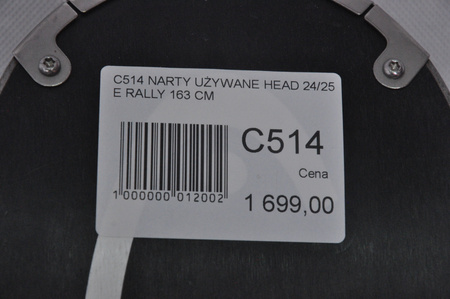 C514 NARTY UŻYWANE HEAD 24/25
E RALLY 163 CM
C514
Cena
1 000000 012002
1 699,00